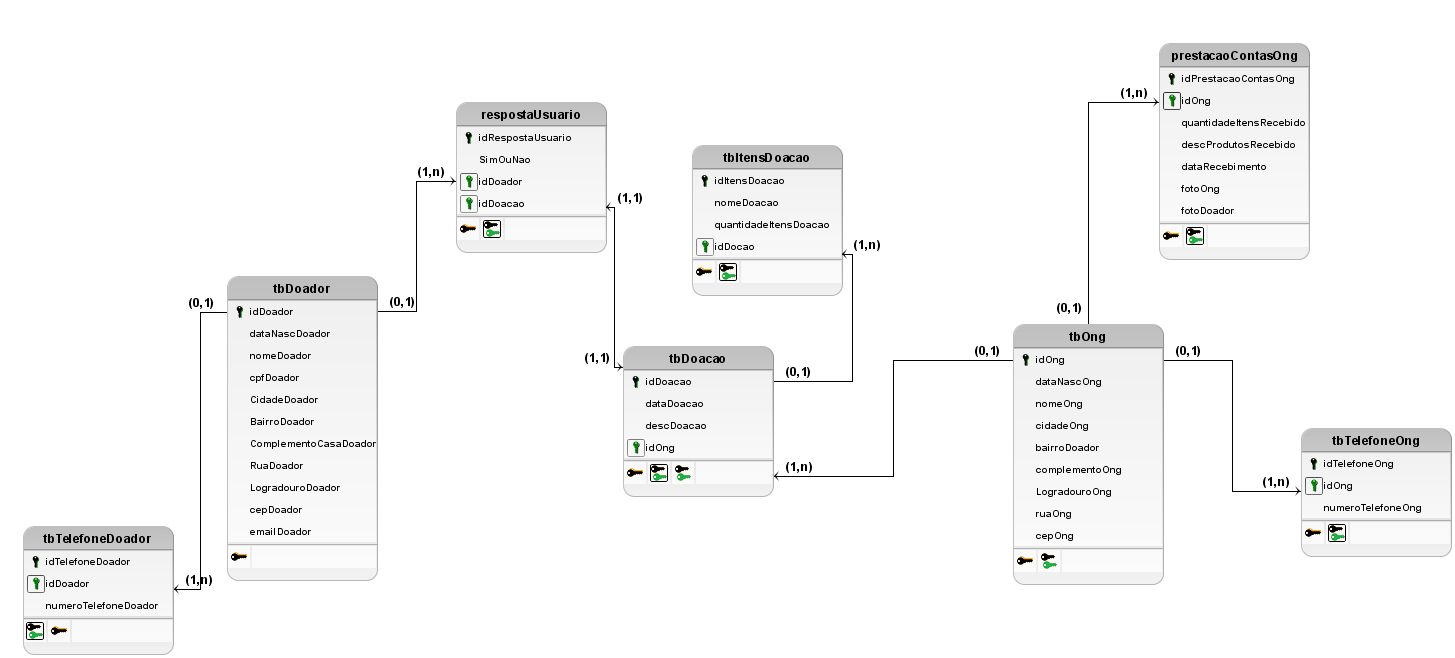 prestacaoContasOng
idPrestacaoContasOng
(1,n)
idOng
quantidadeItensRecebido
descProdutosRecebido
dataRecebimento
fotoOng
fotoDoador
respostaUsuario
idRespostaUsuario
SimOuNao
(1,n)
idDoador
idDoacao
(1,1)
tbItensDoacao
idItensDoacao
nomeDoacao
quantidadeItensDoacao
idDocao
(1,n)
tbDoador
(0,1)
(0,1)
idDoador
dataNascDoador
nomeDoador
cpfDoador
CidadeDoador
BairroDoador
ComplementoCasaDoador
RuaDoador
LogradouroDoador
cepDoador
emailDoador
(1,1)
tbDoacao
idDoacao
(0,1)
dataDoacao
descDoacao
idOng
(1,n)
(0,1)
tbOng
(0,1)
(0,1)
idOng
dataNascOng
nomeOng
cidadeOng
bairroDoador
complementoOng
LogradouroOng
ruaOng
cepOng
tbTelefoneOng
idTelefoneOng
(1,n)
idOng
numeroTelefoneOng
tbTelefoneDoador
idTelefoneDoador
(1,n)
idDoador
numeroTelefoneDoador